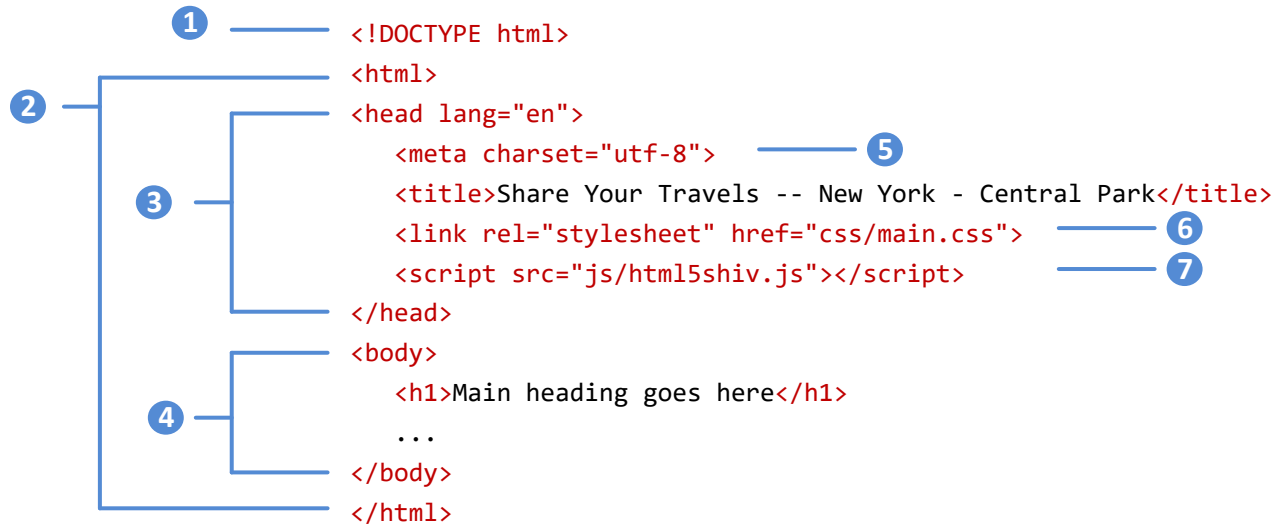 1 <!DOCTYPE html>
2 <html>
3 <head lang="en">
<meta charset="utf-8"> 5
<title>Share Your Travels -- New York - Central Park</title>
<link rel="stylesheet" href="css/main.css"> 6
<script src="js/html5shiv.js"></script> 7
</head>
<body>
4 <h1>Main heading goes here</h1>
...
</body>
</html>